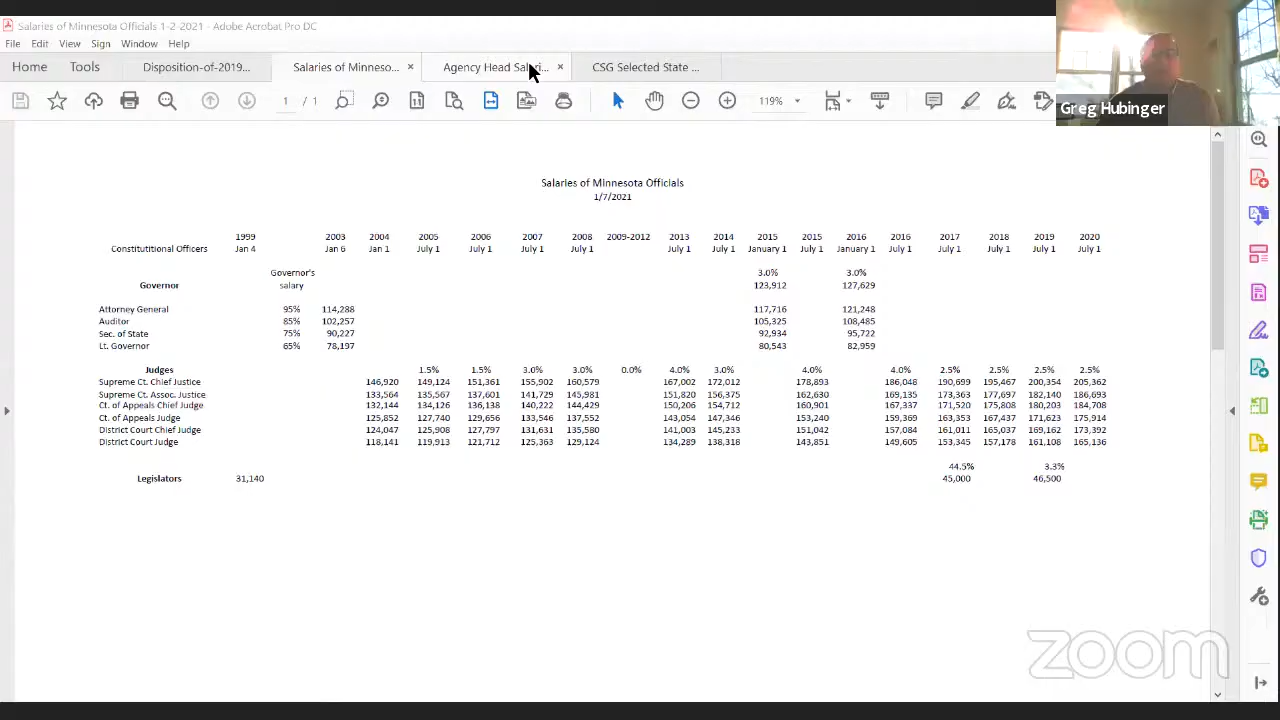 Salaries of Minnesota Officials 1-2-2021 - Adobe Acrobat Pro DC
File Edit View Sign Window Help
Home Tools Disposition-of-2019... Salaries of Minneso... × Agency Head Salari... × CSG Selected State ...
1 / 1 119%
Greg Hubinger
Salaries of Minnesota Officials
1/7/2021
1999 2003 2004 2005 2006 2007 2008 2009-2012 2013 2014 2015 2015 2016 2016 2017 2018 2019 2020
Constitutitional Officers Jan 4 Jan 6 Jan 1 July 1 July 1 July 1 July 1 July 1 July 1 January 1 July 1 January 1 July 1 July 1 July 1 July 1 July 1
Governor's 3.0% 3.0%
Governor salary 123,912 127,629
Attorney General 95% 114,288 117,716 121,248
Auditor 85% 102,257 105,325 108,485
Sec. of State 75% 90,227 92,934 95,722
Lt. Governor 65% 78,197 80,543 82,959
Judges 1.5% 1.5% 3.0% 3.0% 0.0% 4.0% 3.0% 4.0% 4.0% 2.5% 2.5% 2.5% 2.5%
Supreme Ct. Chief Justice 146,920 149,124 151,361 155,902 160,579 167,002 172,012 178,893 186,048 190,699 195,467 200,354 205,362
Supreme Ct. Assoc. Justice 133,564 135,567 137,601 141,729 145,981 151,820 156,375 162,630 169,135 173,363 177,697 182,140 186,693
Ct. of Appeals Chief Judge 132,144 134,126 136,138 140,222 144,429 150,206 154,712 160,901 167,337 171,520 175,808 180,203 184,708
Ct. of Appeals Judge 125,852 127,740 129,656 133,546 137,552 143,054 147,346 153,240 159,369 163,353 167,437 171,623 175,914
District Court Chief Judge 124,047 125,908 127,797 131,631 135,580 141,003 145,233 151,042 157,084 161,011 165,037 169,162 173,392
District Court Judge 118,141 119,913 121,712 125,363 129,124 134,289 138,318 143,851 149,605 153,345 157,178 161,108 165,136
44.5% 3.3%
Legislators 31,140 45,000 46,500
zoom